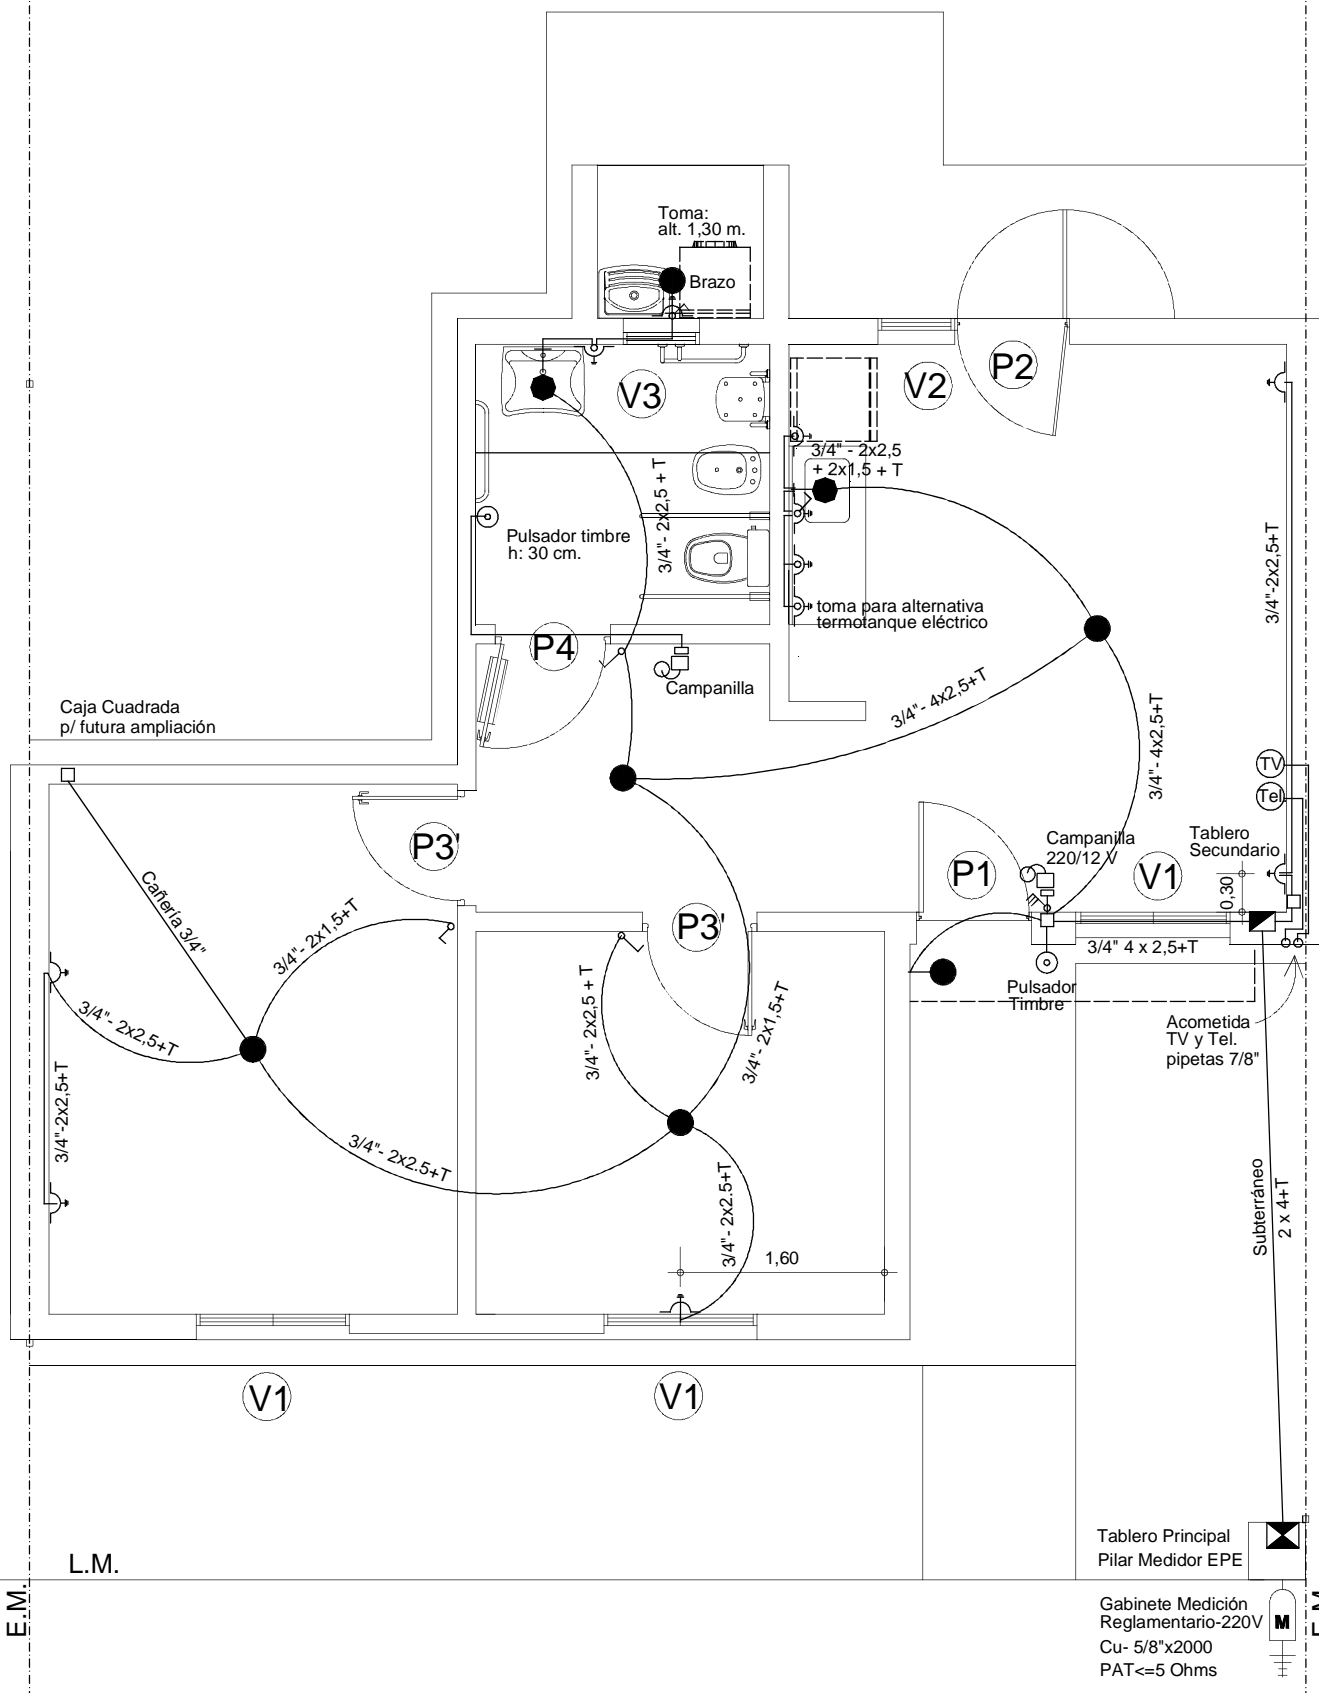 Toma:
alt. 1,30 m.
Brazo
P2
V3
V2
3/4" - 2x2,5
+ 2x1,5 + T
3/4"- 2x2,5 + T
Pulsador timbre
h: 30 cm.
3/4"-2x2,5+T
toma para alternativa
termotanque eléctrico
P4
Campanilla
3/4"- 4x2,5+T
3/4"- 4x2,5+T
Caja Cuadrada
p/ futura ampliación
TV
Tel
P3'
Campanilla
220/12 V
Tablero
Secundario
P1
V1
0,30
Cañería 3/4"
3/4"- 2x1,5+T
P3'
3/4" 4 x 2,5+T
Pulsador
Timbre
3/4"- 2x2,5+T
3/4"- 2x2,5 + T
3/4"- 2x1,5+T
Acometida
TV y Tel.
pipetas 7/8"
3/4"-2x2,5+T
3/4"- 2x2.5+T
3/4"- 2x2.5+T
1,60
Subterráneo
2 x 4+T
V1
V1
Tablero Principal
Pilar Medidor EPE
L.M.
E.M.
E.M.
Gabinete Medición
Reglamentario-220V
M
Cu- 5/8"x2000
PAT<=5 Ohms